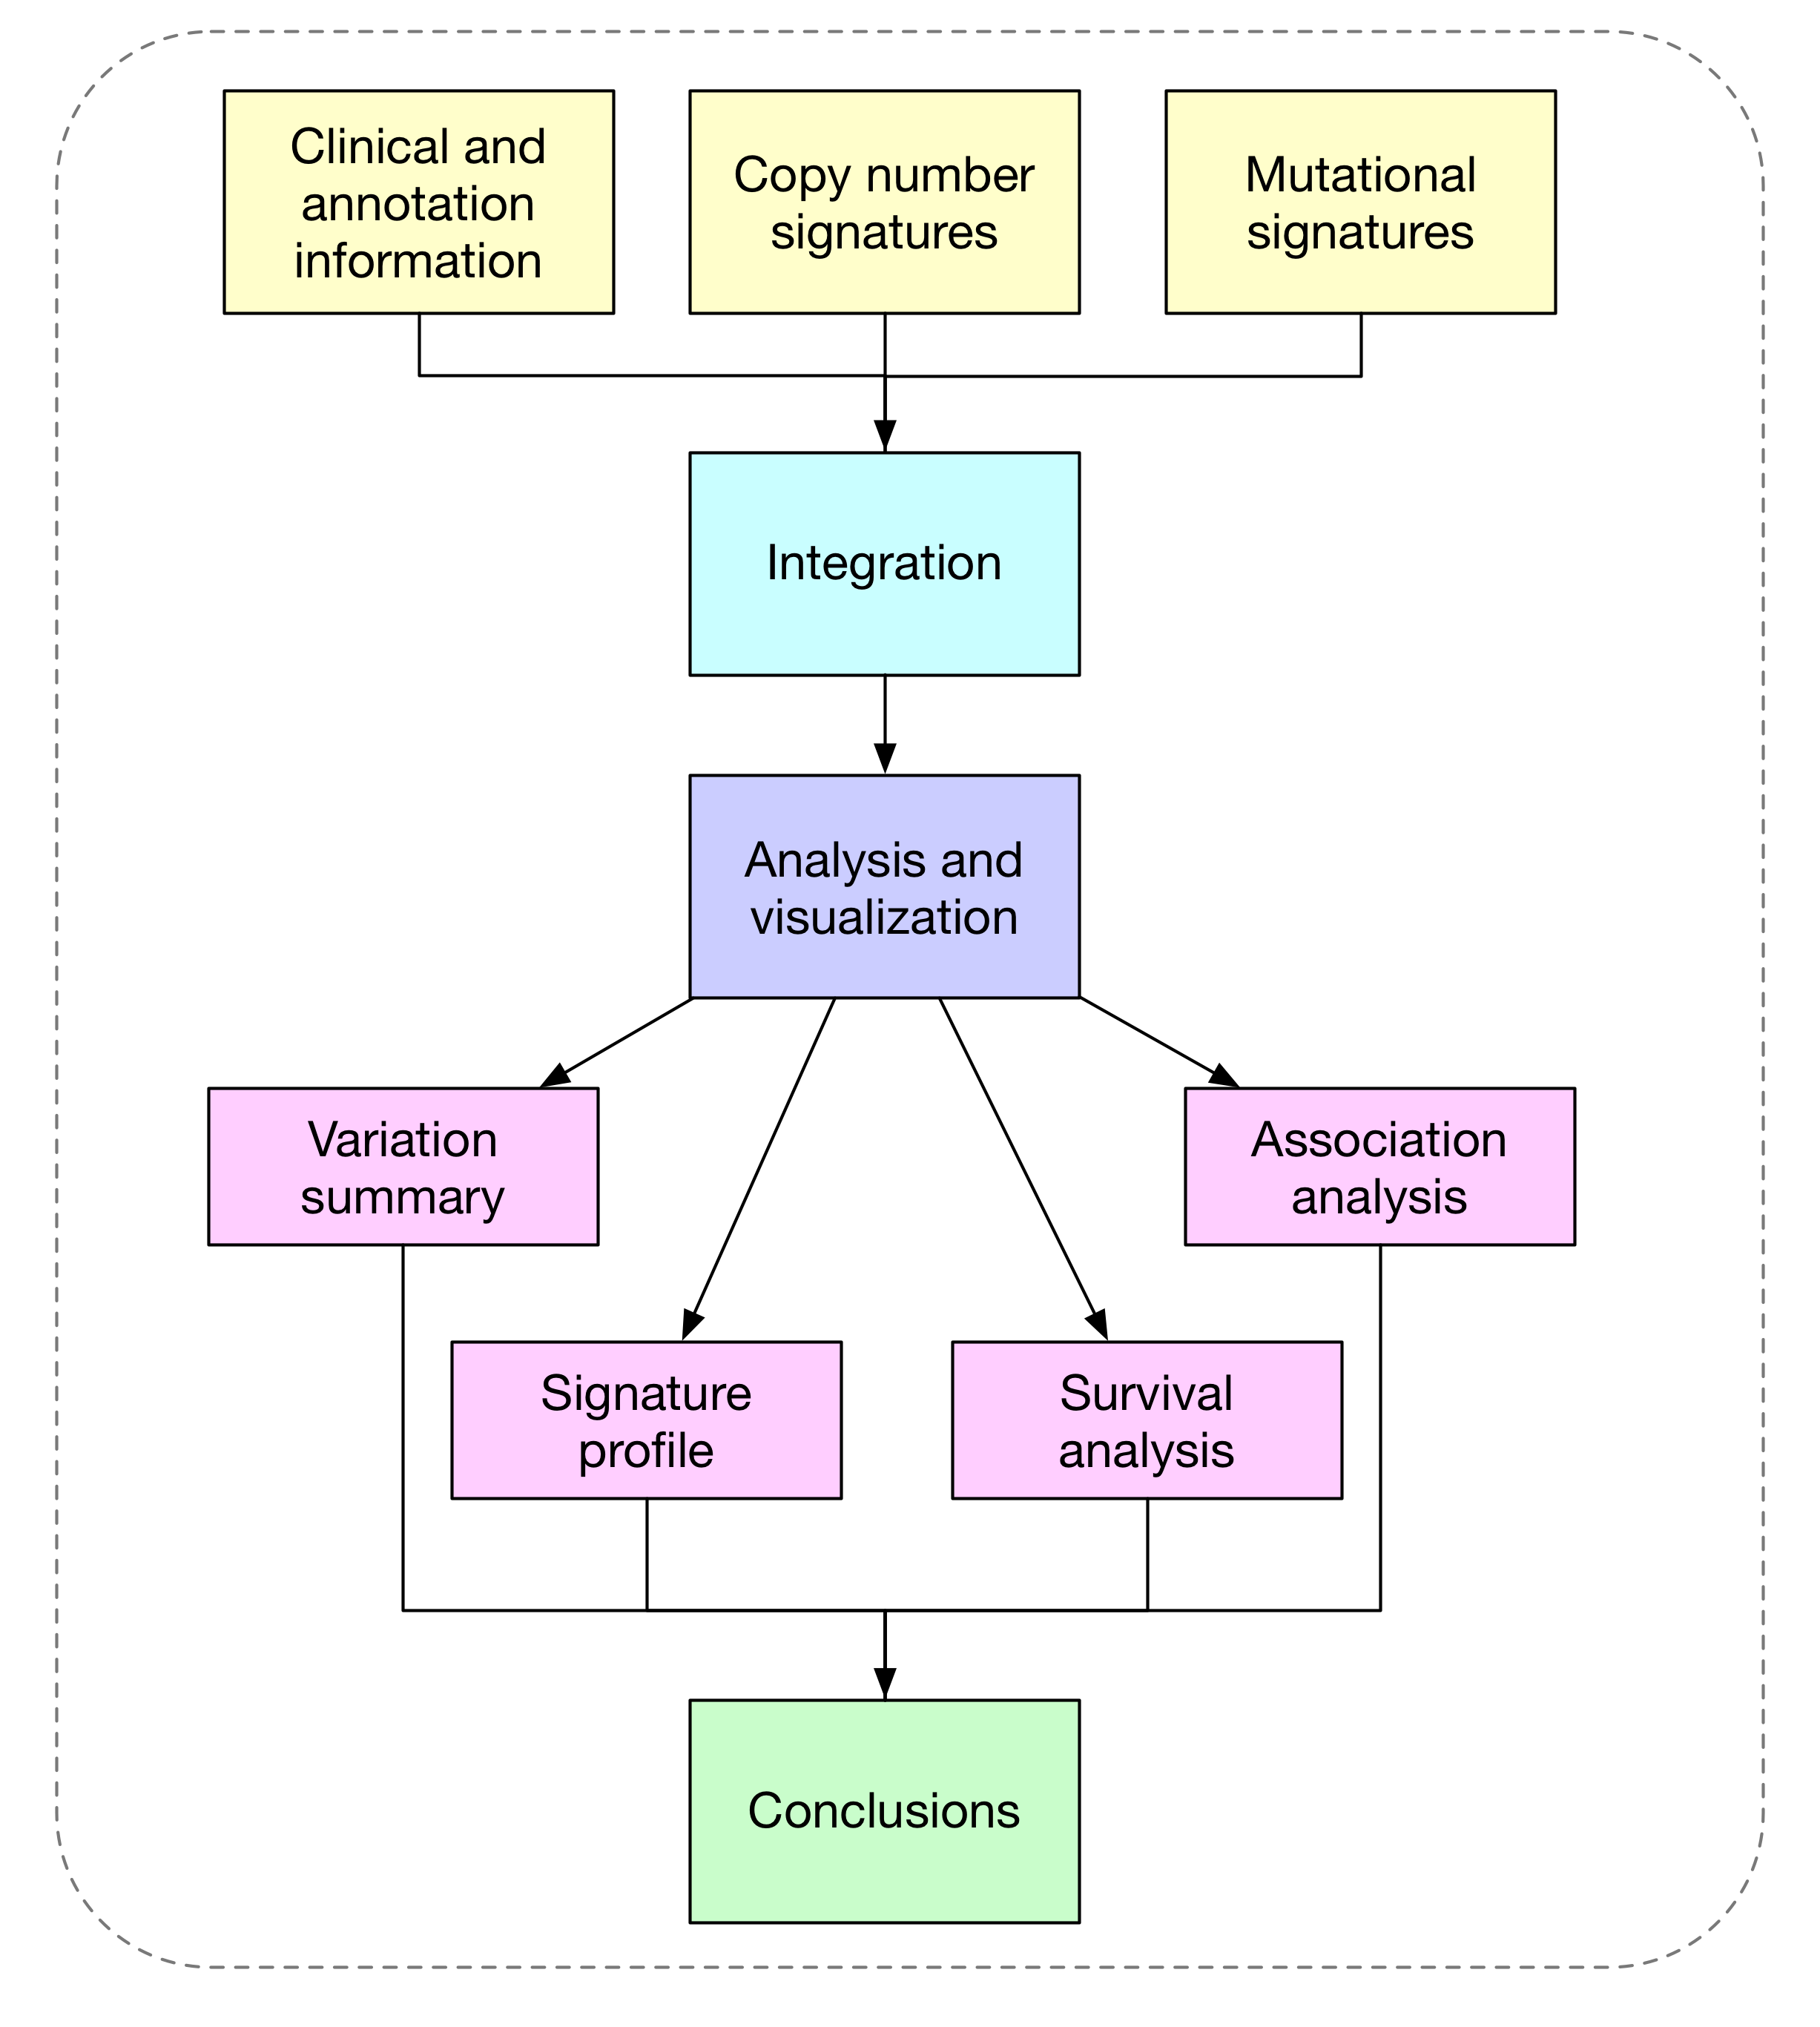 Clinical and
annotation
information
Copy number
signatures
Mutational
signatures
Integration
Analysis and
visualization
Variation
summary
Association
analysis
Signature
profile
Survival
analysis
Conclusions